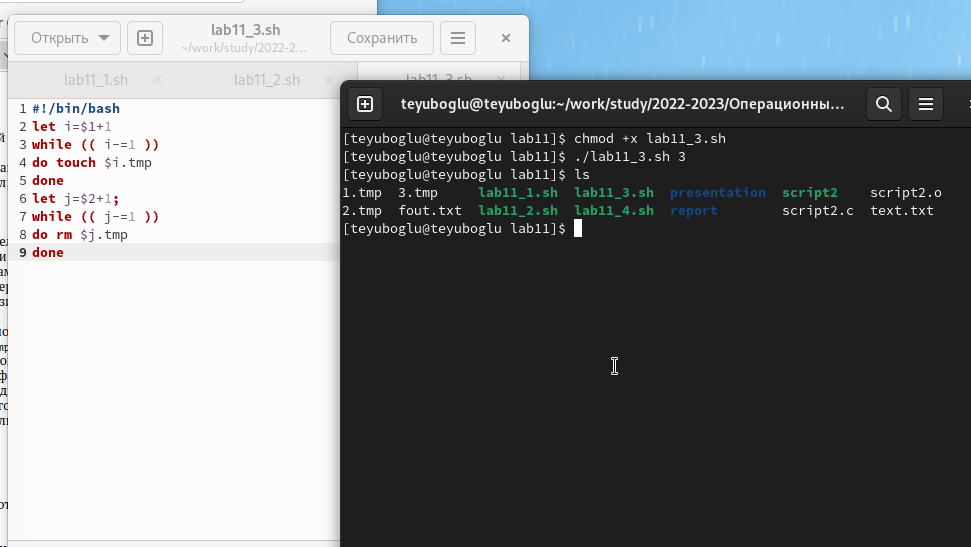 Открыть
lab11_3.sh
~/work/study/2022-2…
Сохранить
lab11_1.sh
lab11_2.sh
lab11_3.sh
1 #!/bin/bash
2 let i=$1+1
3 while (( i-=1 ))
4 do touch $i.tmp
5 done
6 let j=$2+1;
7 while (( j-=1 ))
8 do rm $j.tmp
9 done
teyuboglu@teyuboglu:~/work/study/2022-2023/Операционны…
[teyuboglu@teyuboglu lab11]$ chmod +x lab11_3.sh
[teyuboglu@teyuboglu lab11]$ ./lab11_3.sh 3
[teyuboglu@teyuboglu lab11]$ ls
1.tmp 3.tmp lab11_1.sh lab11_3.sh presentation script2 script2.o
2.tmp fout.txt lab11_2.sh lab11_4.sh report script2.c text.txt
[teyuboglu@teyuboglu lab11]$